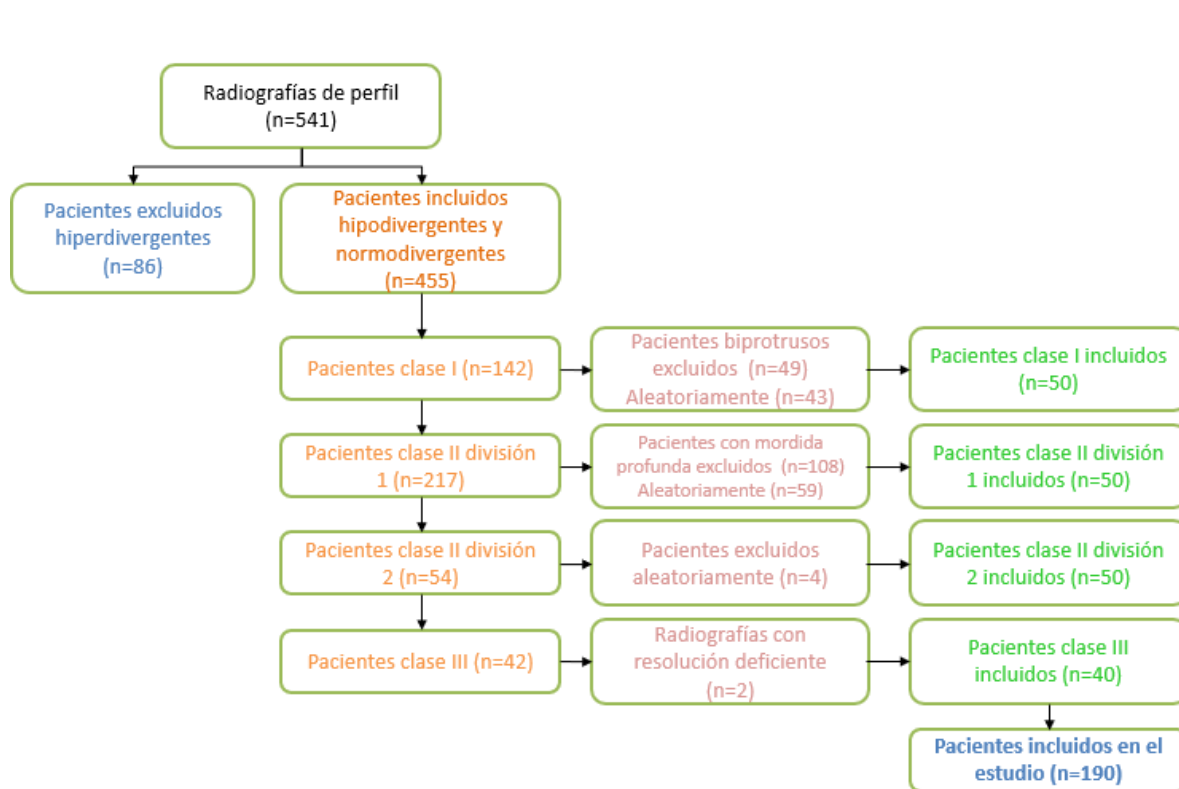 Radiografías de perfil
(n=541)
Pacientes excluidos
hiperdivergentes
(n=86)
Pacientes incluidos
hipodivergentes y
normodivergentes
(n=455)
Pacientes clase I (n=142)
Pacientes biprotrusos
excluidos  (n=49)
Aleatoriamente (n=43)
Pacientes clase I incluidos
(n=50)
Pacientes clase II división
1 (n=217)
Pacientes con mordida
profunda excluidos  (n=108)
Aleatoriamente (n=59)
Pacientes clase II división
1 incluidos (n=50)
Pacientes clase II división
2 (n=54)
Pacientes excluidos
aleatoriamente (n=4)
Pacientes clase II división
2 incluidos (n=50)
Pacientes clase III (n=42)
Radiografías con
resolución deficiente
(n=2)
Pacientes clase III
incluidos (n=40)
Pacientes incluidos en el
estudio (n=190)